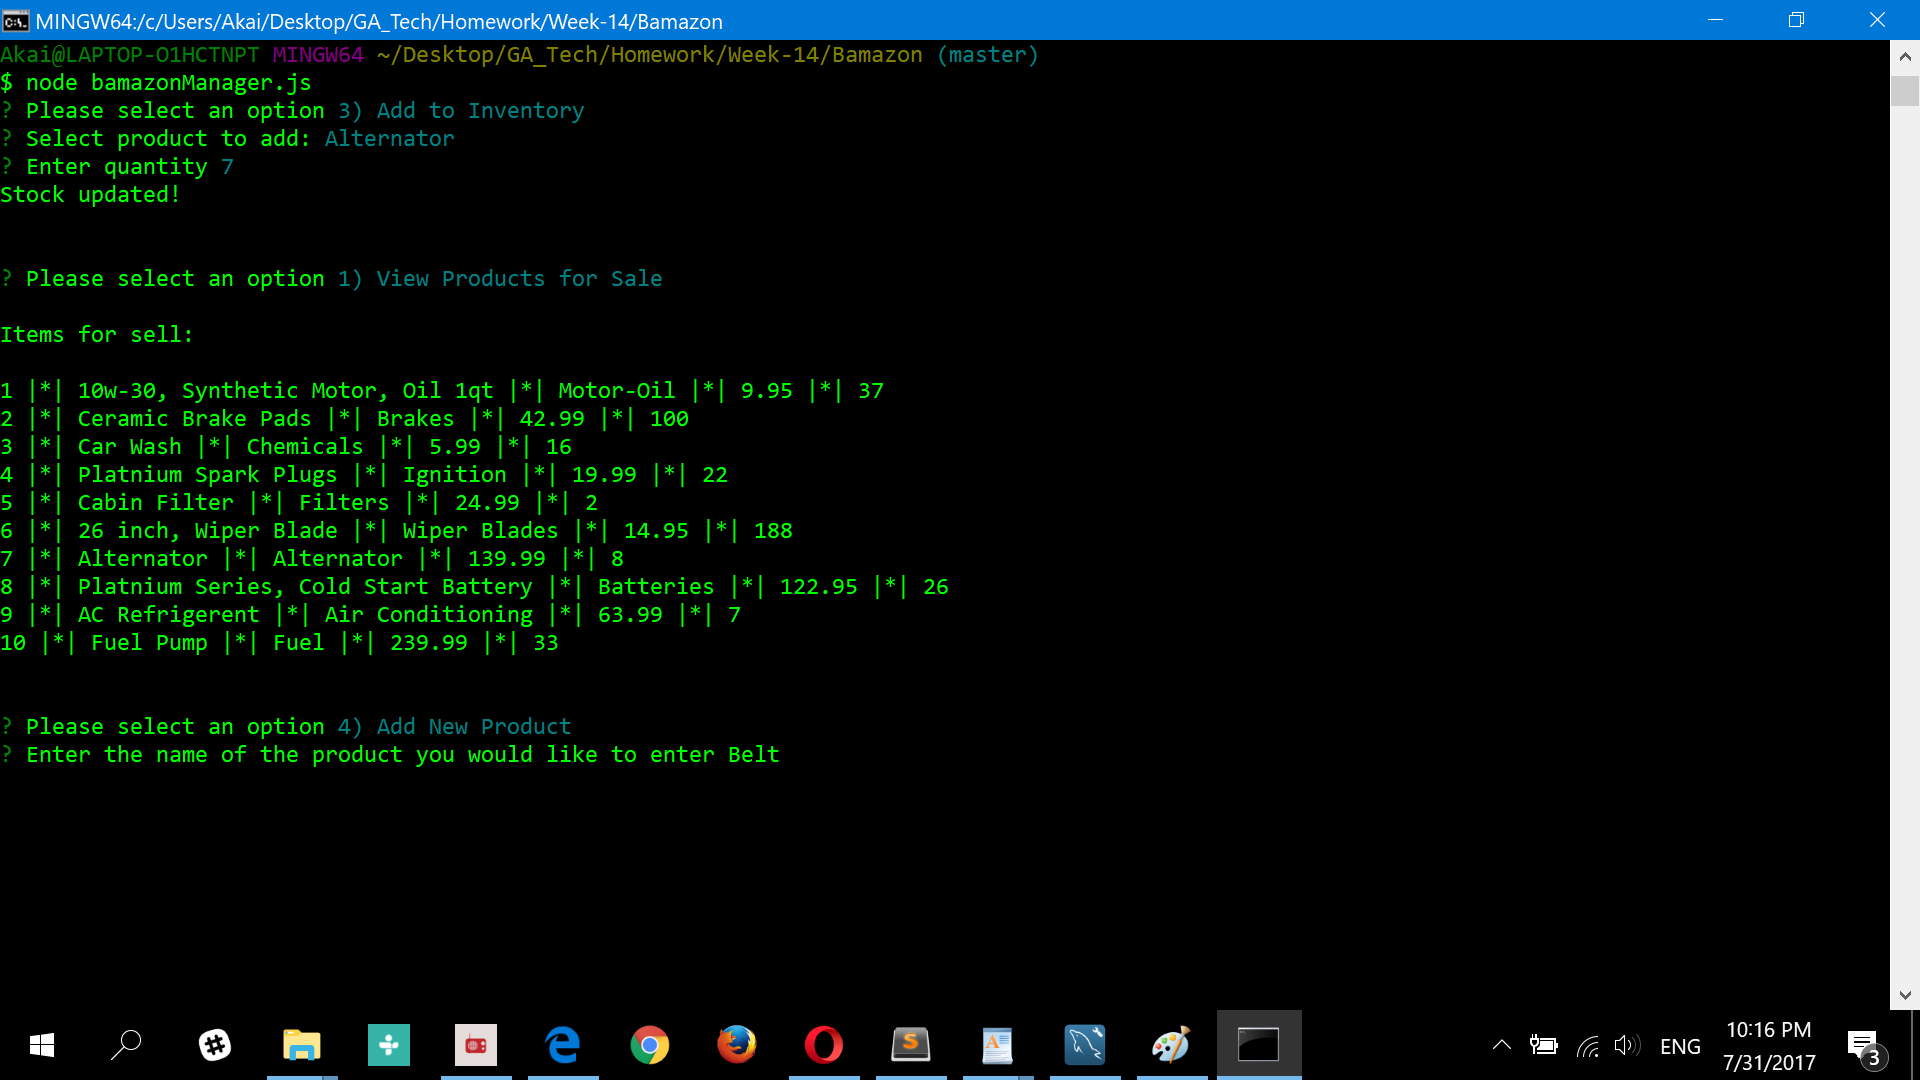 MINGW64:/c/Users/Akai/Desktop/GA_Tech/Homework/Week-14/Bamazon
Akai@LAPTOP-O1HCTNPT MINGW64 ~/Desktop/GA_Tech/Homework/Week-14/Bamazon (master)
$ node bamazonManager.js
? Please select an option 3) Add to Inventory
? Select product to add: Alternator
? Enter quantity 7
Stock updated!
? Please select an option 1) View Products for Sale
Items for sell:
1 |*| 10w-30, Synthetic Motor, Oil 1qt |*| Motor-Oil |*| 9.95 |*| 37
2 |*| Ceramic Brake Pads |*| Brakes |*| 42.99 |*| 100
3 |*| Car Wash |*| Chemicals |*| 5.99 |*| 16
4 |*| Platnium Spark Plugs |*| Ignition |*| 19.99 |*| 22
5 |*| Cabin Filter |*| Filters |*| 24.99 |*| 2
6 |*| 26 inch, Wiper Blade |*| Wiper Blades |*| 14.95 |*| 188
7 |*| Alternator |*| Alternator |*| 139.99 |*| 8
8 |*| Platnium Series, Cold Start Battery |*| Batteries |*| 122.95 |*| 26
9 |*| AC Refrigerent |*| Air Conditioning |*| 63.99 |*| 7
10 |*| Fuel Pump |*| Fuel |*| 239.99 |*| 33
? Please select an option 4) Add New Product
? Enter the name of the product you would like to enter Belt
ENG
10:16 PM
7/31/2017
3